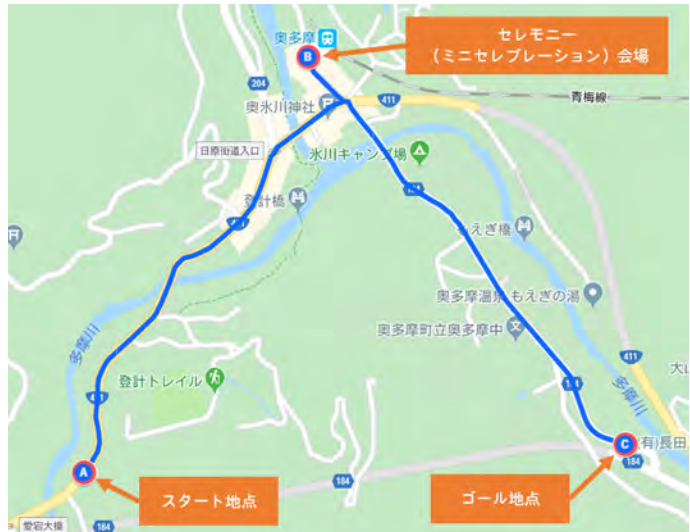 セレモニー
(ミニセレブレーション)会場
奥多摩
B
204
奥氷川神社
411
青梅線
日原街道入口
氷川キャンプ場
登計橋
もえぎ橋
奥多摩温泉 もえぎの湯
奥多摩町立奥多摩中
多摩川
411
登計トレイル
多摩川
C
(有)長田
184
A
スタート地点
184
ゴール地点
愛宕大橋
184